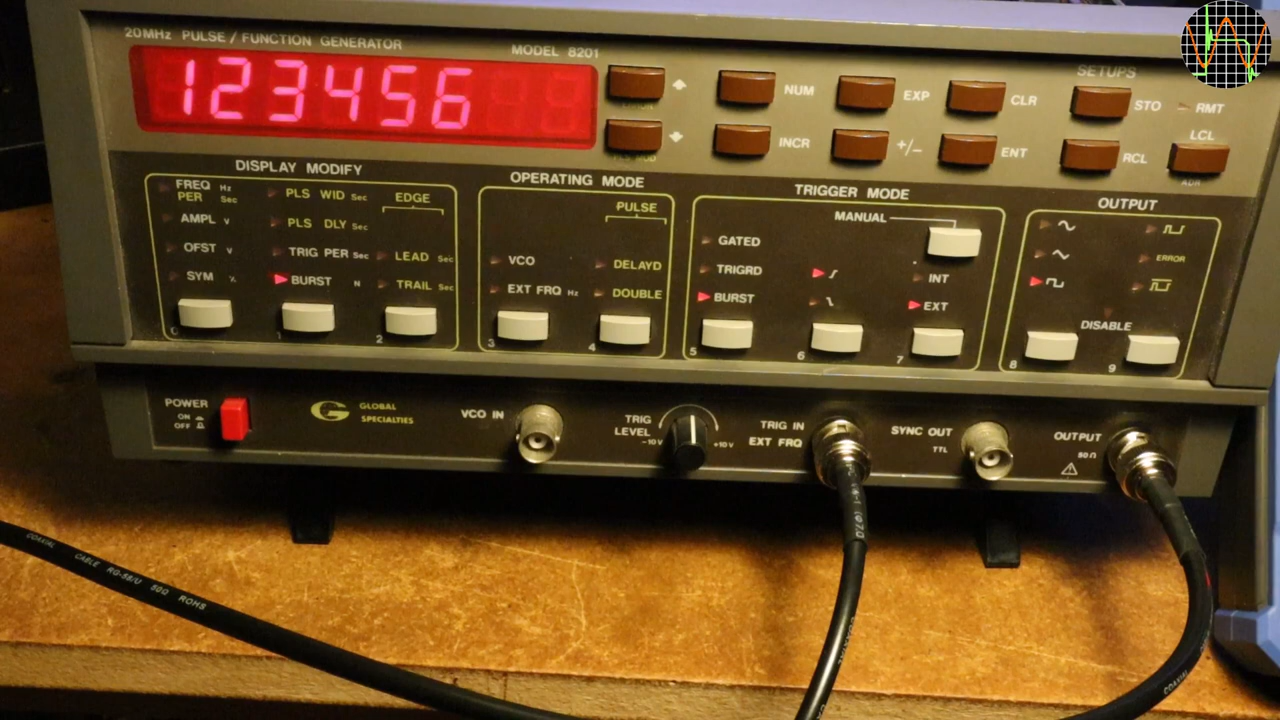 20MHz PULSE / FUNCTION GENERATOR
MODEL 8201
123456
NUM
EXP
CLR
SETUPS
STO
RMT
INCR
+/−
ENT
RCL
LCL
ADR
DISPLAY MODIFY
FREQ Hz
PER Sec
AMPL V
OFST V
SYM %
PLS WID Sec
PLS DLY Sec
TRIG PER Sec
BURST N
EDGE
LEAD Sec
TRAIL Sec
0
1
2
OPERATING MODE
PULSE
VCO
EXT FRQ Hz
DELAYD
DOUBLE
3
4
TRIGGER MODE
MANUAL
GATED
TRIGRD
BURST
INT
EXT
5
6
7
OUTPUT
ERROR
DISABLE
8
9
POWER
ON
OFF
G GLOBAL
SPECIALTIES
VCO IN
TRIG
LEVEL
−10V
+10V
TRIG IN
EXT FRQ
SYNC OUT
TTL
OUTPUT
50Ω
COAXIAL CABLE RG-58/U 50Ω ROHS
COAXIAL